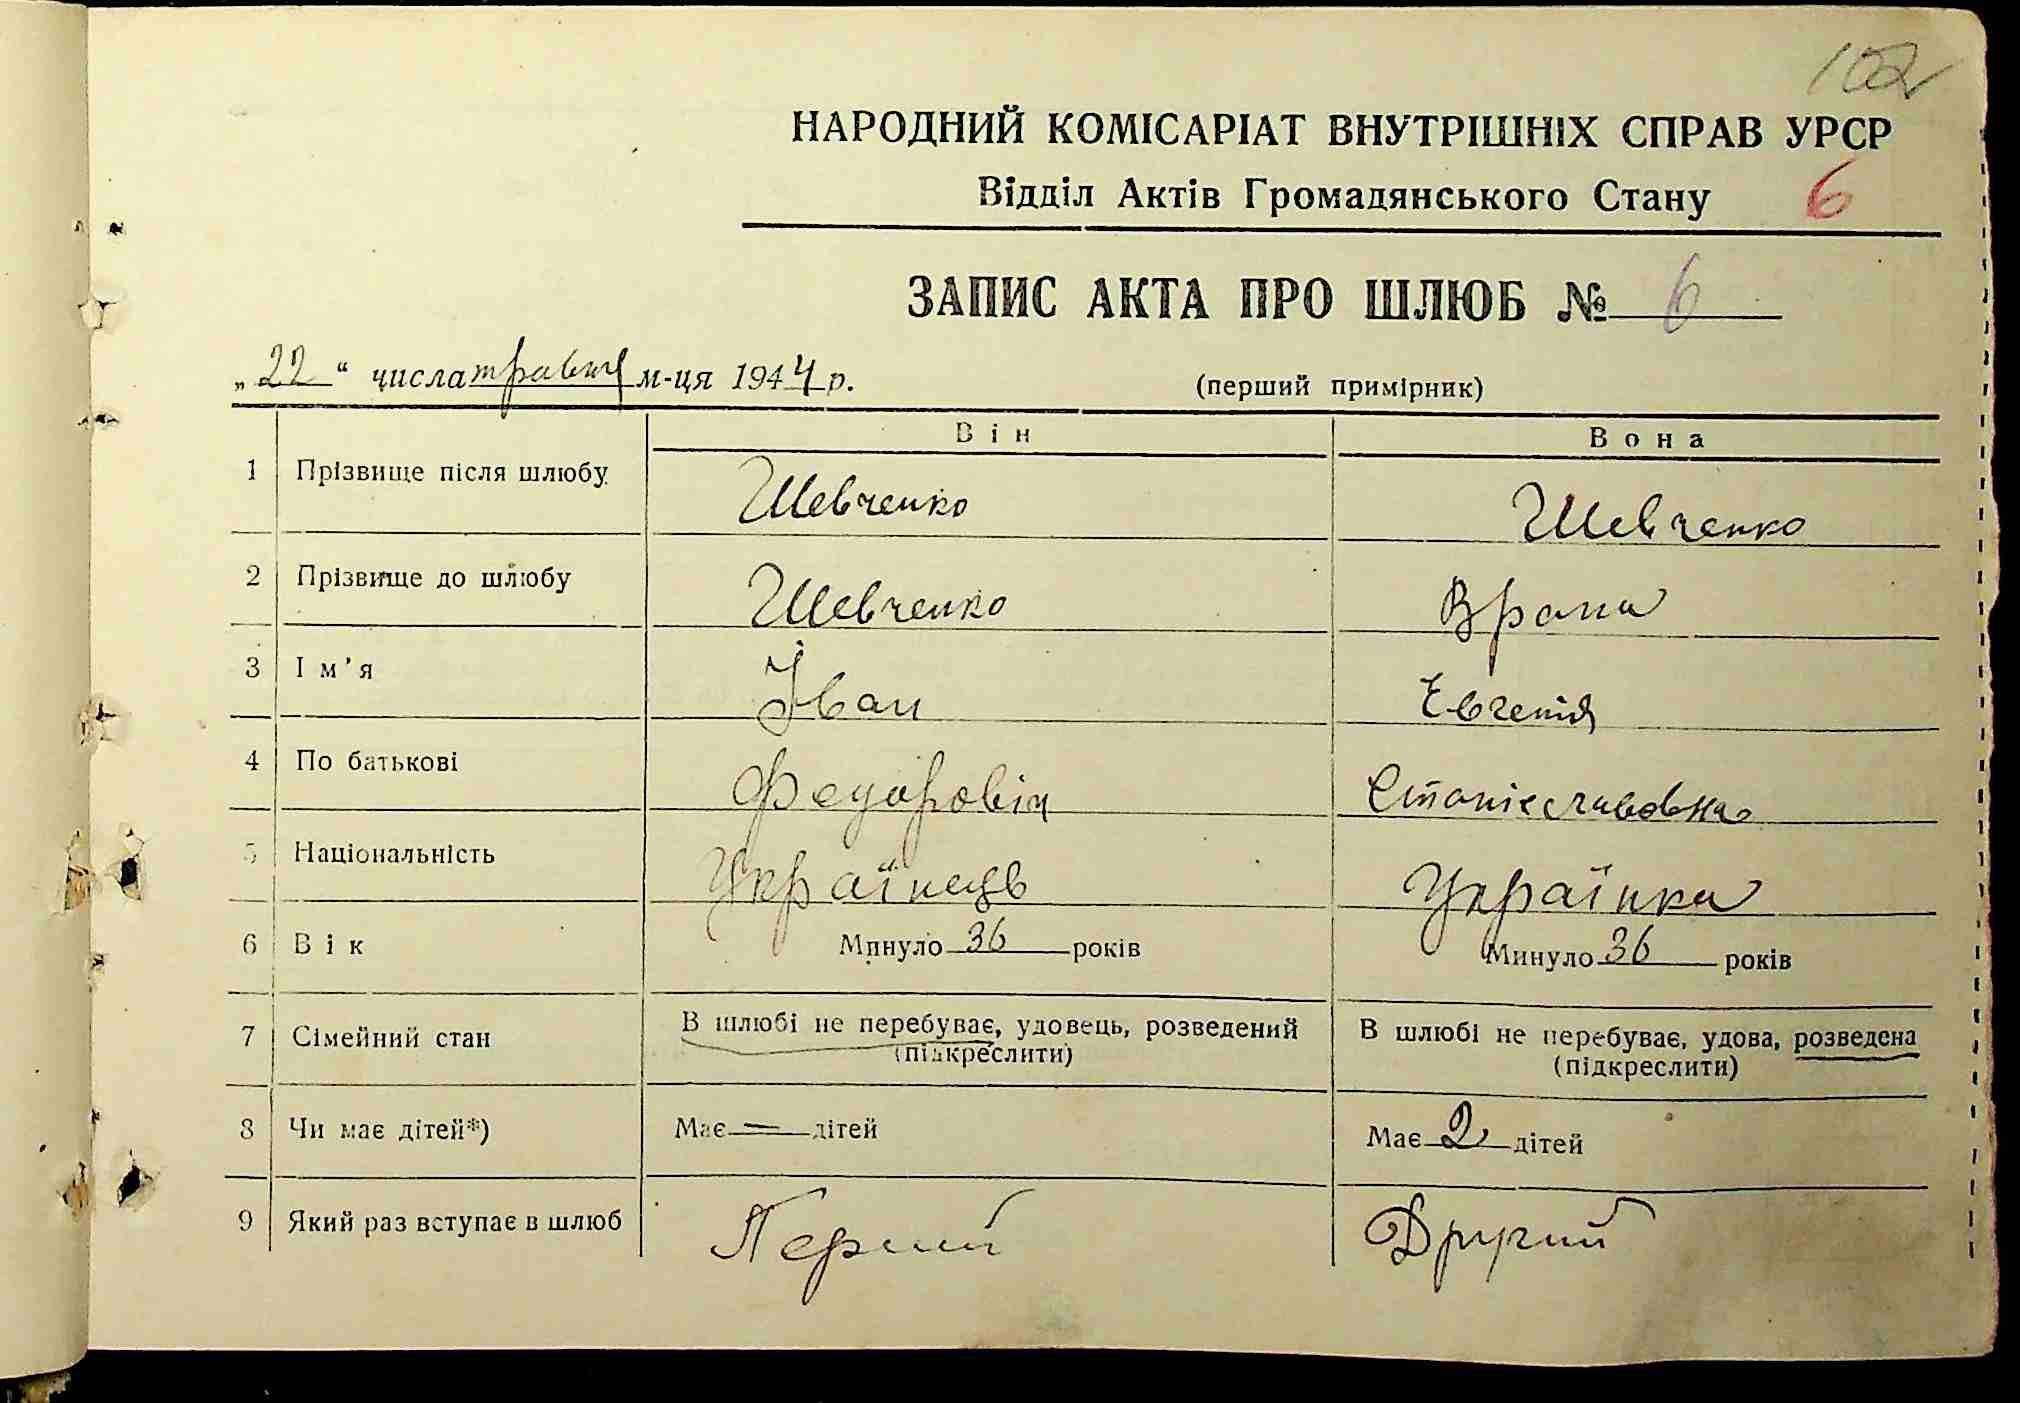 102
НАРОДНИЙ КОМІСАРІАТ ВНУТРІШНІХ СПРАВ УРСР
Відділ Актів Громадянського Стану 6
ЗАПИС АКТА ПРО ШЛЮБ № 6
„22“ числа травня м-ця 1944 р. (перший примірник)
Він Вона
1 Прізвище після шлюбу Шевченко Шевченко
2 Прізвище до шлюбу Шевченко Врана
3 Ім'я Іван Евгенія
4 По батькові Федоровіч Станіславовна
5 Національність Українець Українка
6 Вік Минуло 36 років Минуло 36 років
7 Сімейний стан В шлюбі не перебуває, удовець, розведений В шлюбі не перебуває, удова, розведена
(підкреслити) (підкреслити)
8 Чи має дітей*) Має — дітей Має 2 дітей
9 Який раз вступає в шлюб Перший Другий